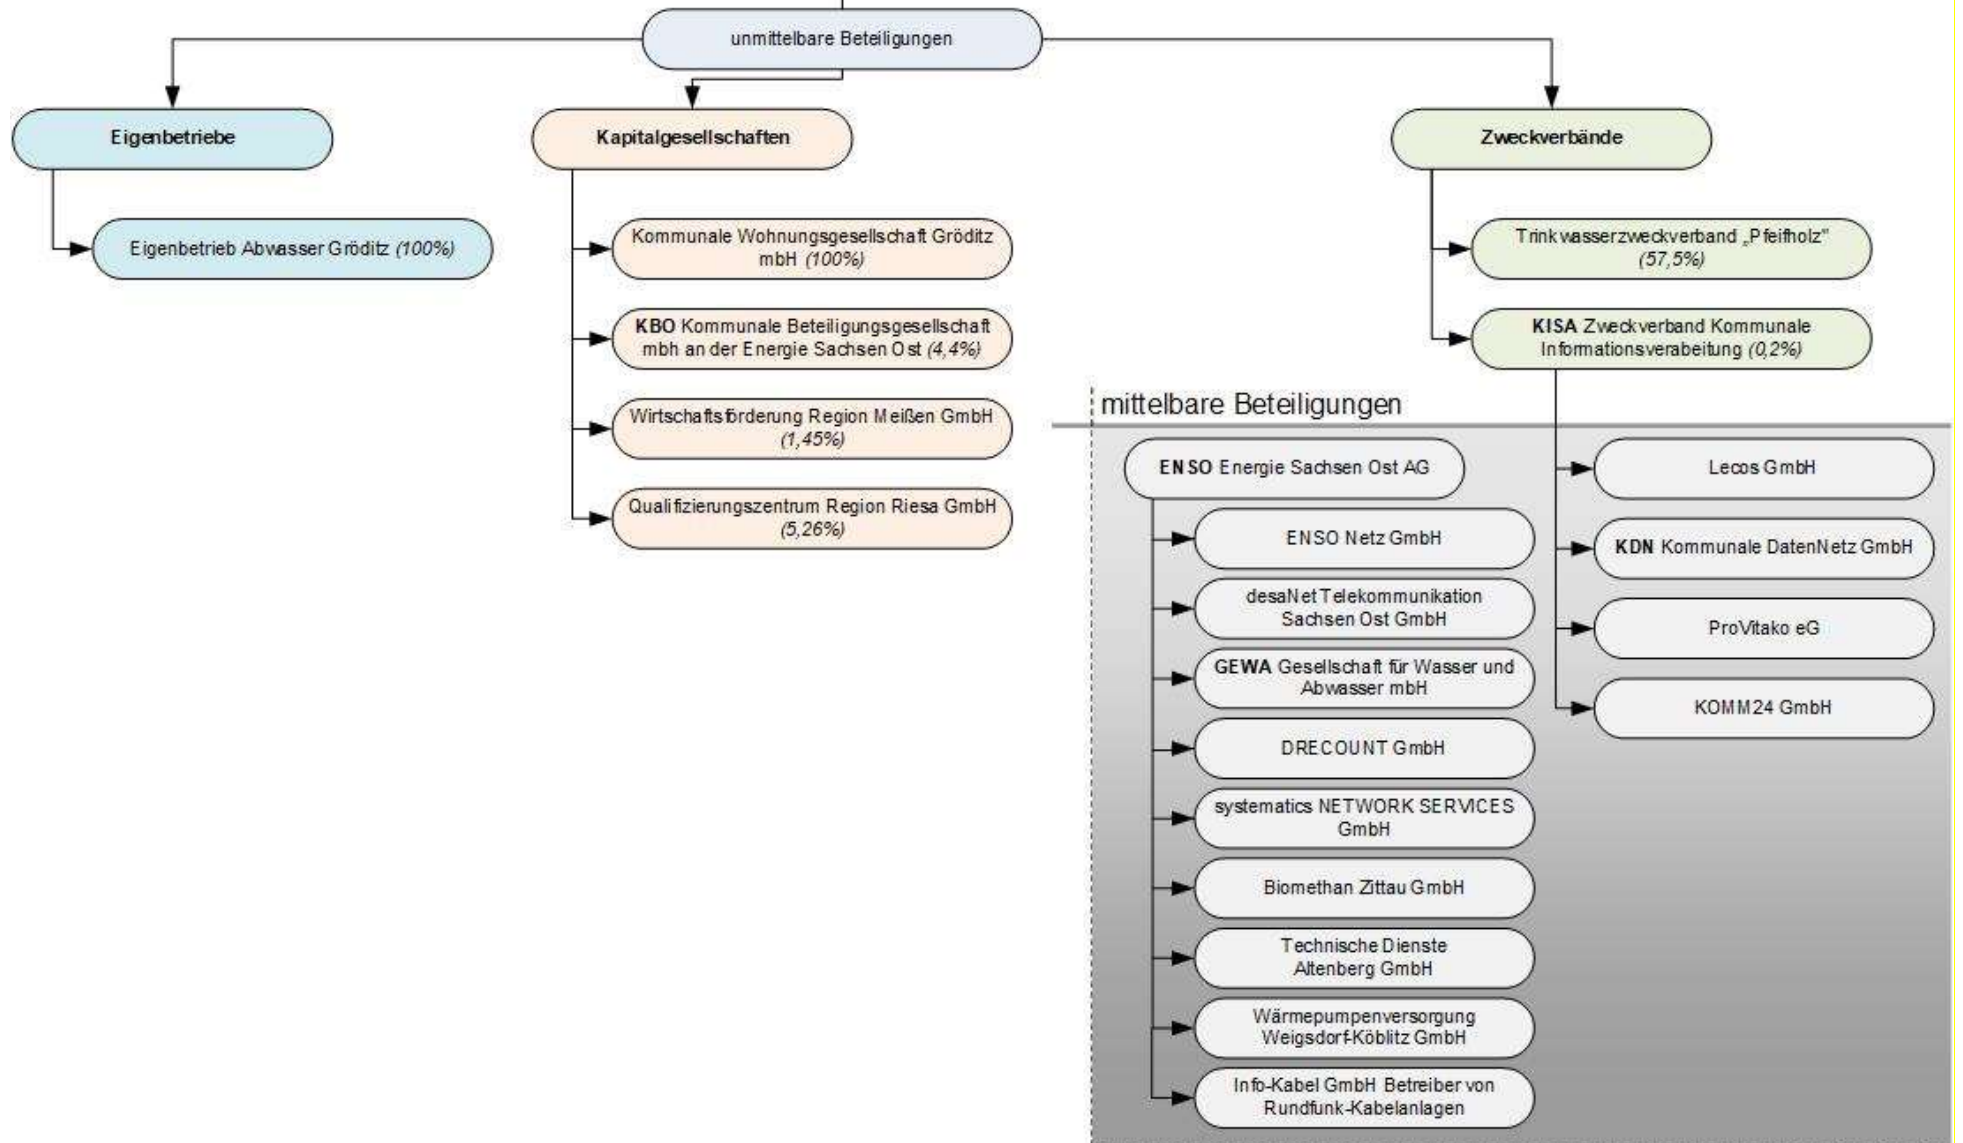 unmittelbare Beteiligungen
Eigenbetriebe
Eigenbetrieb Abwasser Gröditz (100%)
Kapitalgesellschaften
Kommunale Wohnungsgesellschaft Gröditz
mbH (100%)
KBO Kommunale Beteiligungsgesellschaft
mbh an der Energie Sachsen Ost (4,4%)
Wirtschaftsförderung Region Meißen GmbH
(1,45%)
Qualifizierungszentrum Region Riesa GmbH
(5,26%)
Zweckverbände
Trinkwasserzweckverband „Pfeifholz"
(57,5%)
KISA Zweckverband Kommunale
Informationsverabeitung (0,2%)
mittelbare Beteiligungen
ENSO Energie Sachsen Ost AG
ENSO Netz GmbH
desaNet Telekommunikation
Sachsen Ost GmbH
GEWA Gesellschaft für Wasser und
Abwasser mbH
DRECOUNT GmbH
systematics NETWORK SERVICES
GmbH
Biomethan Zittau GmbH
Technische Dienste
Altenberg GmbH
Wärmepumpenversorgung
Weigsdorf-Köblitz GmbH
Info-Kabel GmbH Betreiber von
Rundfunk-Kabelanlagen
Lecos GmbH
KDN Kommunale DatenNetz GmbH
ProVitako eG
KOMM24 GmbH